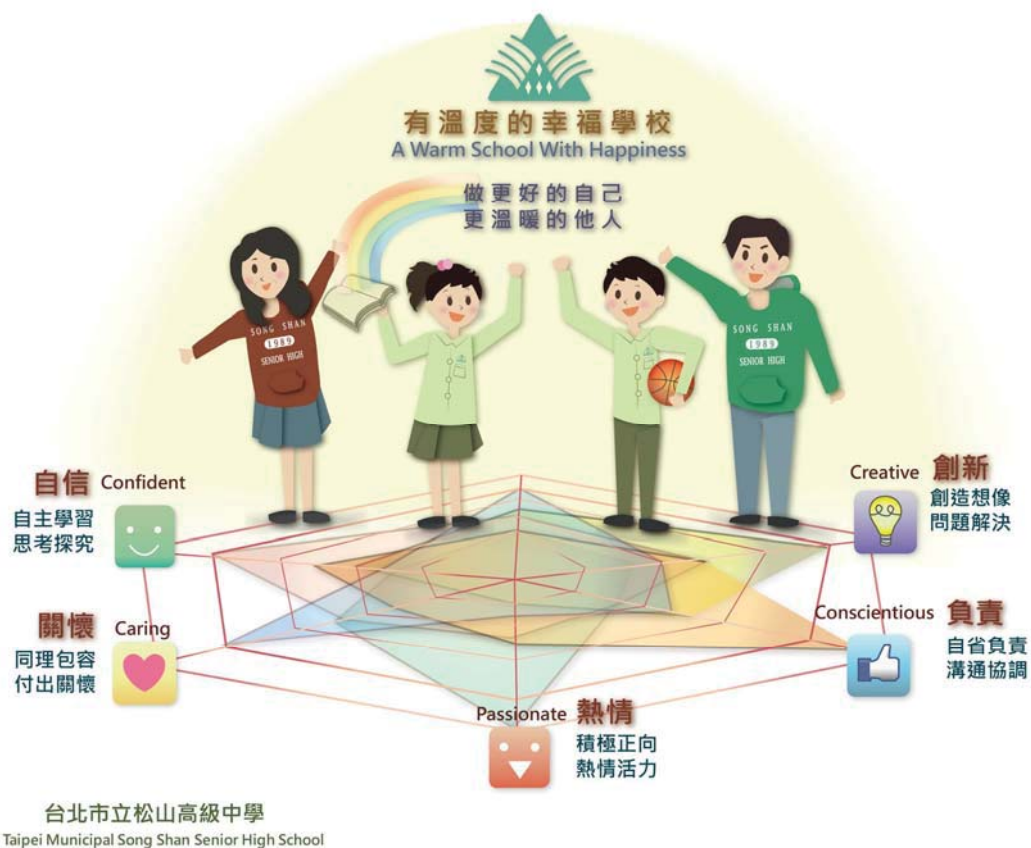 有溫度的幸福學校
A Warm School With Happiness
做更好的自己
更溫暖的他人
SONG SHAN
1989
SENIOR HIGH
SONG SHAN
1989
SENIOR HIGH
自信 Confident
自主學習
思考探究
Creative 創新
創造想像
問題解決
關懷 Caring
同理包容
付出關懷
Conscientious 負責
自省負責
溝通協調
Passionate 熱情
積極正向
熱情活力
台北市立松山高級中學
Taipei Municipal Song Shan Senior High School